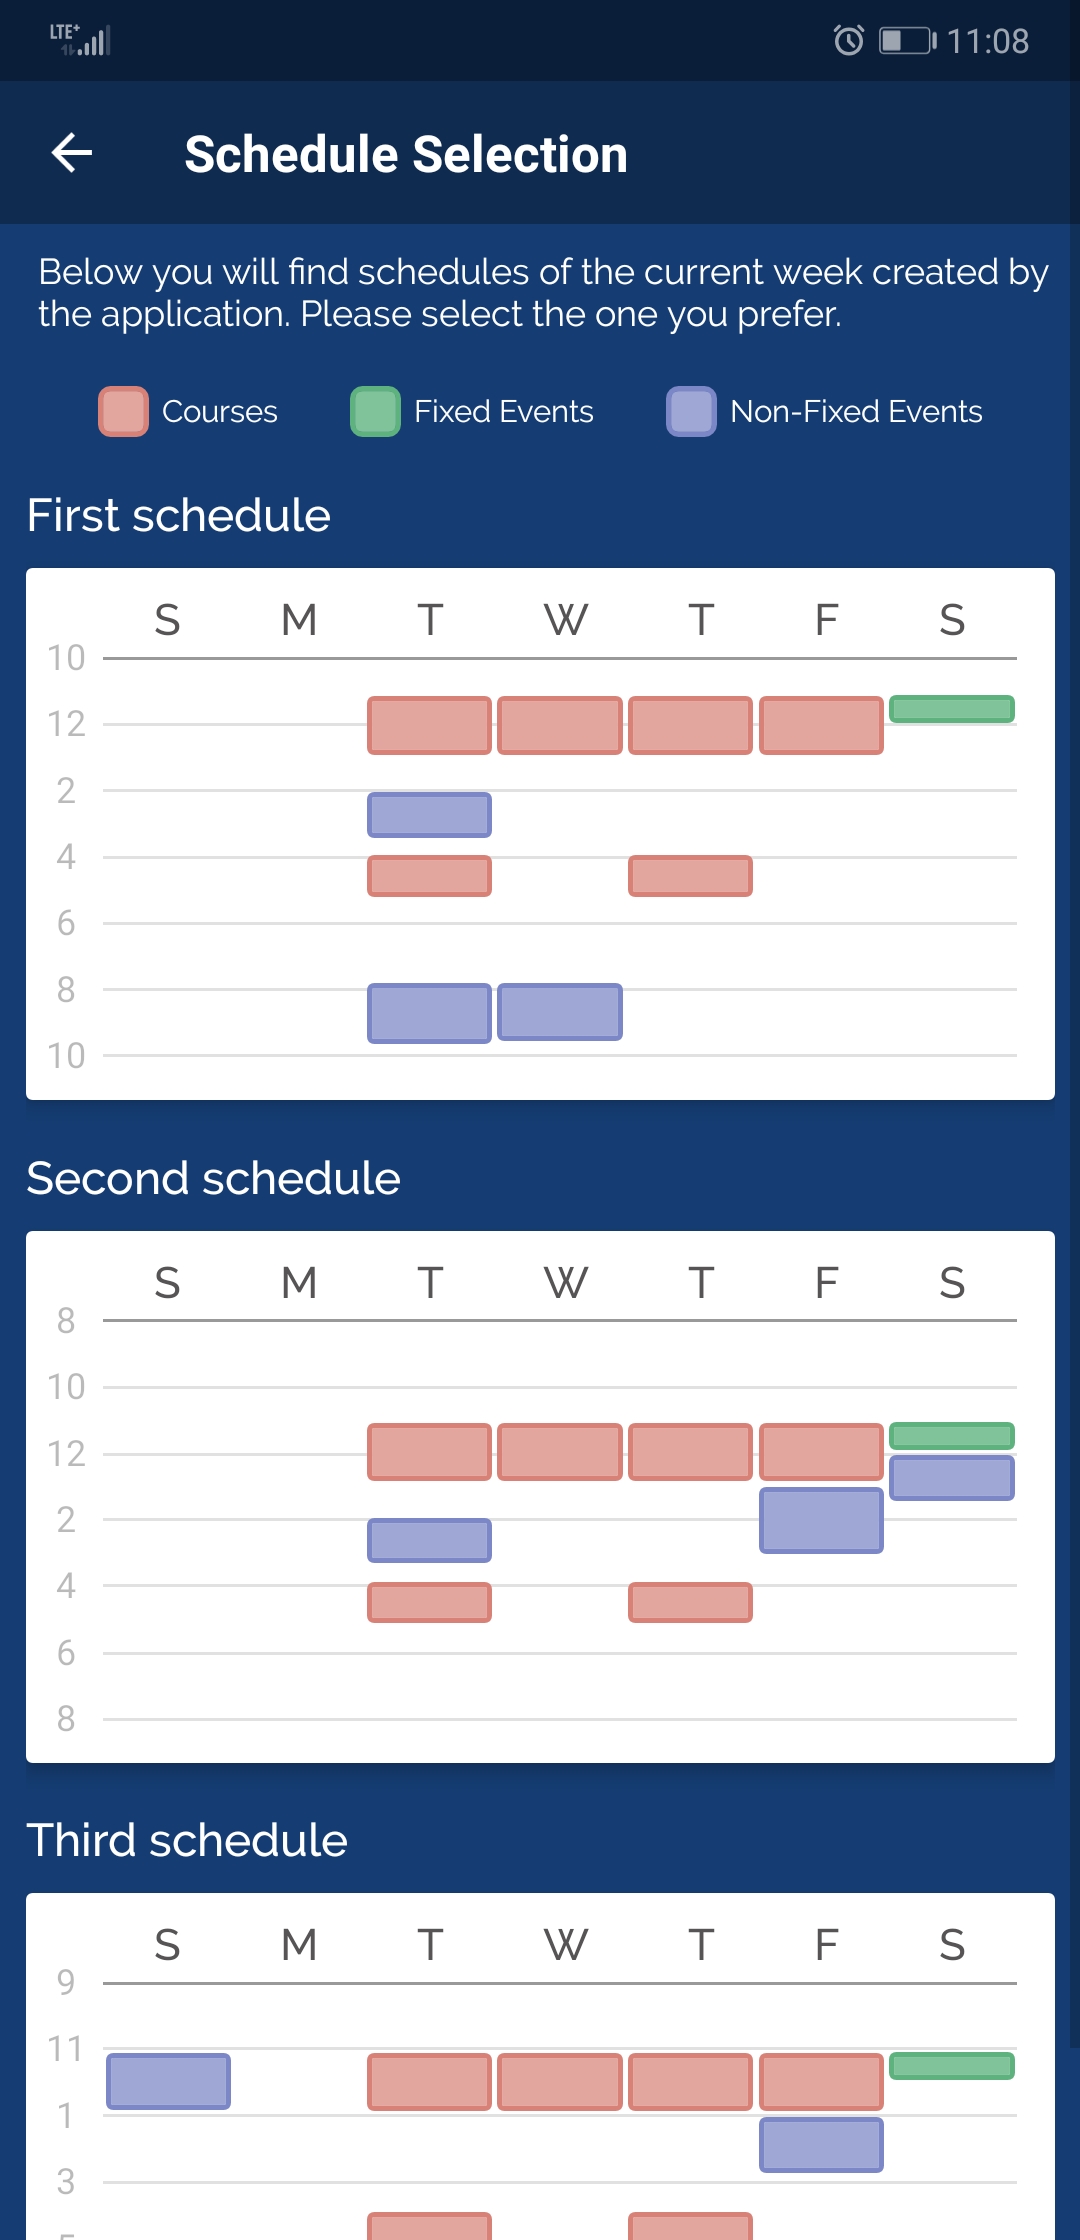 LTE+ 11:08
Schedule Selection
Below you will find schedules of the current week created by
the application. Please select the one you prefer.
Courses Fixed Events Non-Fixed Events
First schedule
S M T W T F S
10
12
2
4
6
8
10
Second schedule
S M T W T F S
8
10
12
2
4
6
8
Third schedule
S M T W T F S
9
11
1
3